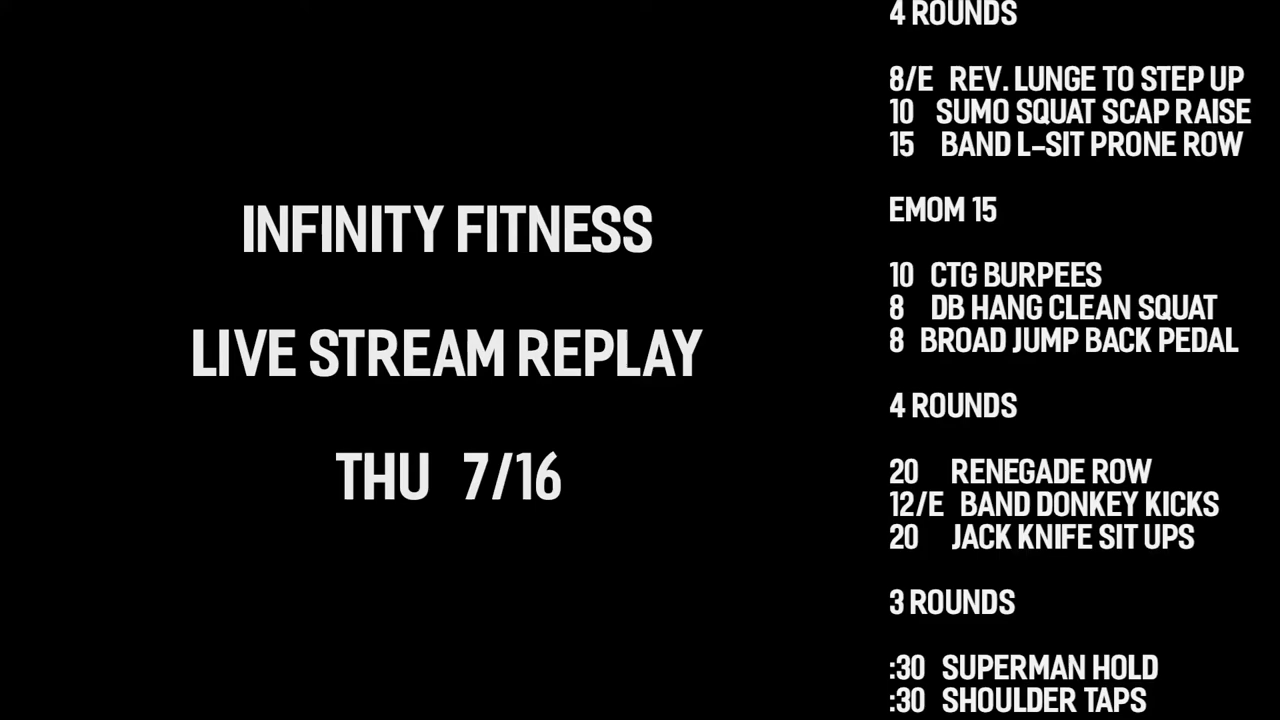 INFINITY FITNESS
LIVE STREAM REPLAY
THU 7/16
4 ROUNDS
8/E REV. LUNGE TO STEP UP
10 SUMO SQUAT SCAP RAISE
15 BAND L-SIT PRONE ROW
EMOM 15
10 CTG BURPEES
8 DB HANG CLEAN SQUAT
8 BROAD JUMP BACK PEDAL
4 ROUNDS
20 RENEGADE ROW
12/E BAND DONKEY KICKS
20 JACK KNIFE SIT UPS
3 ROUNDS
:30 SUPERMAN HOLD
:30 SHOULDER TAPS